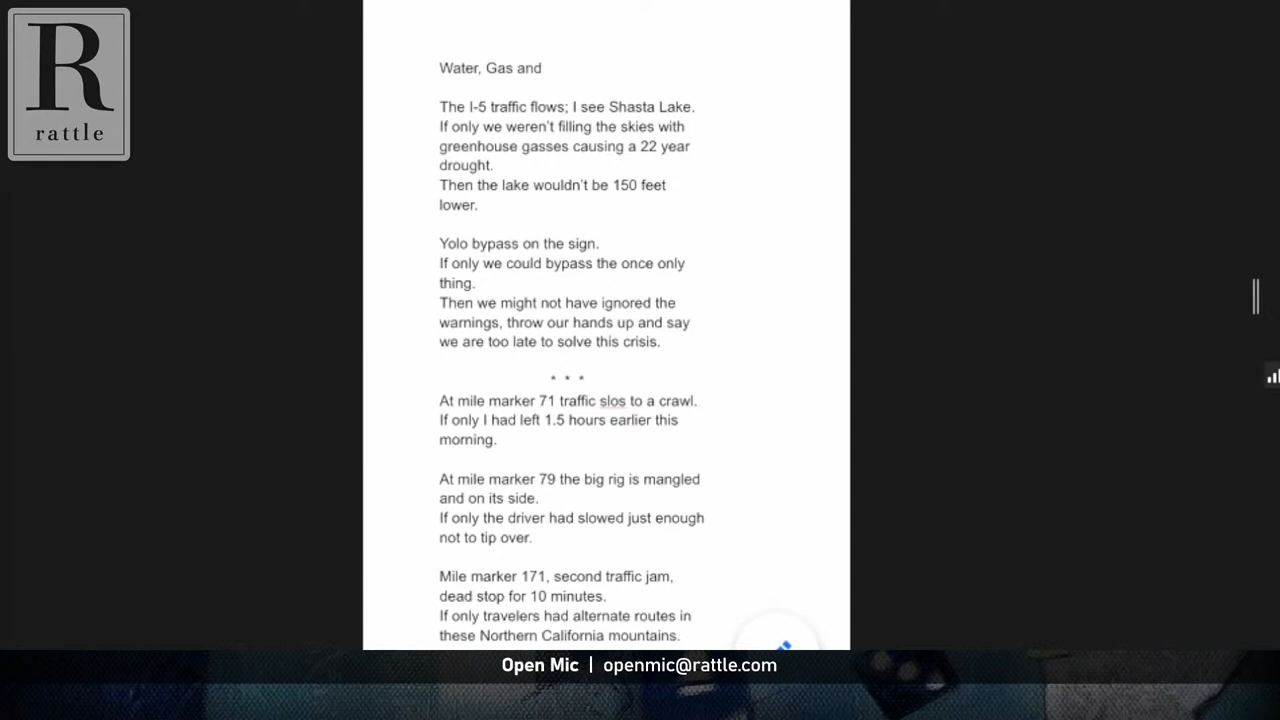 R
rattle
Water, Gas and
The I-5 traffic flows; I see Shasta Lake.
If only we weren't filling the skies with
greenhouse gasses causing a 22 year
drought.
Then the lake wouldn't be 150 feet
lower.
Yolo bypass on the sign.
If only we could bypass the once only
thing.
Then we might not have ignored the
warnings, throw our hands up and say
we are too late to solve this crisis.
* * *
At mile marker 71 traffic slos to a crawl.
If only I had left 1.5 hours earlier this
morning.
At mile marker 79 the big rig is mangled
and on its side.
If only the driver had slowed just enough
not to tip over.
Mile marker 171, second traffic jam,
dead stop for 10 minutes.
If only travelers had alternate routes in
these Northern California mountains.
Open Mic | openmic@rattle.com